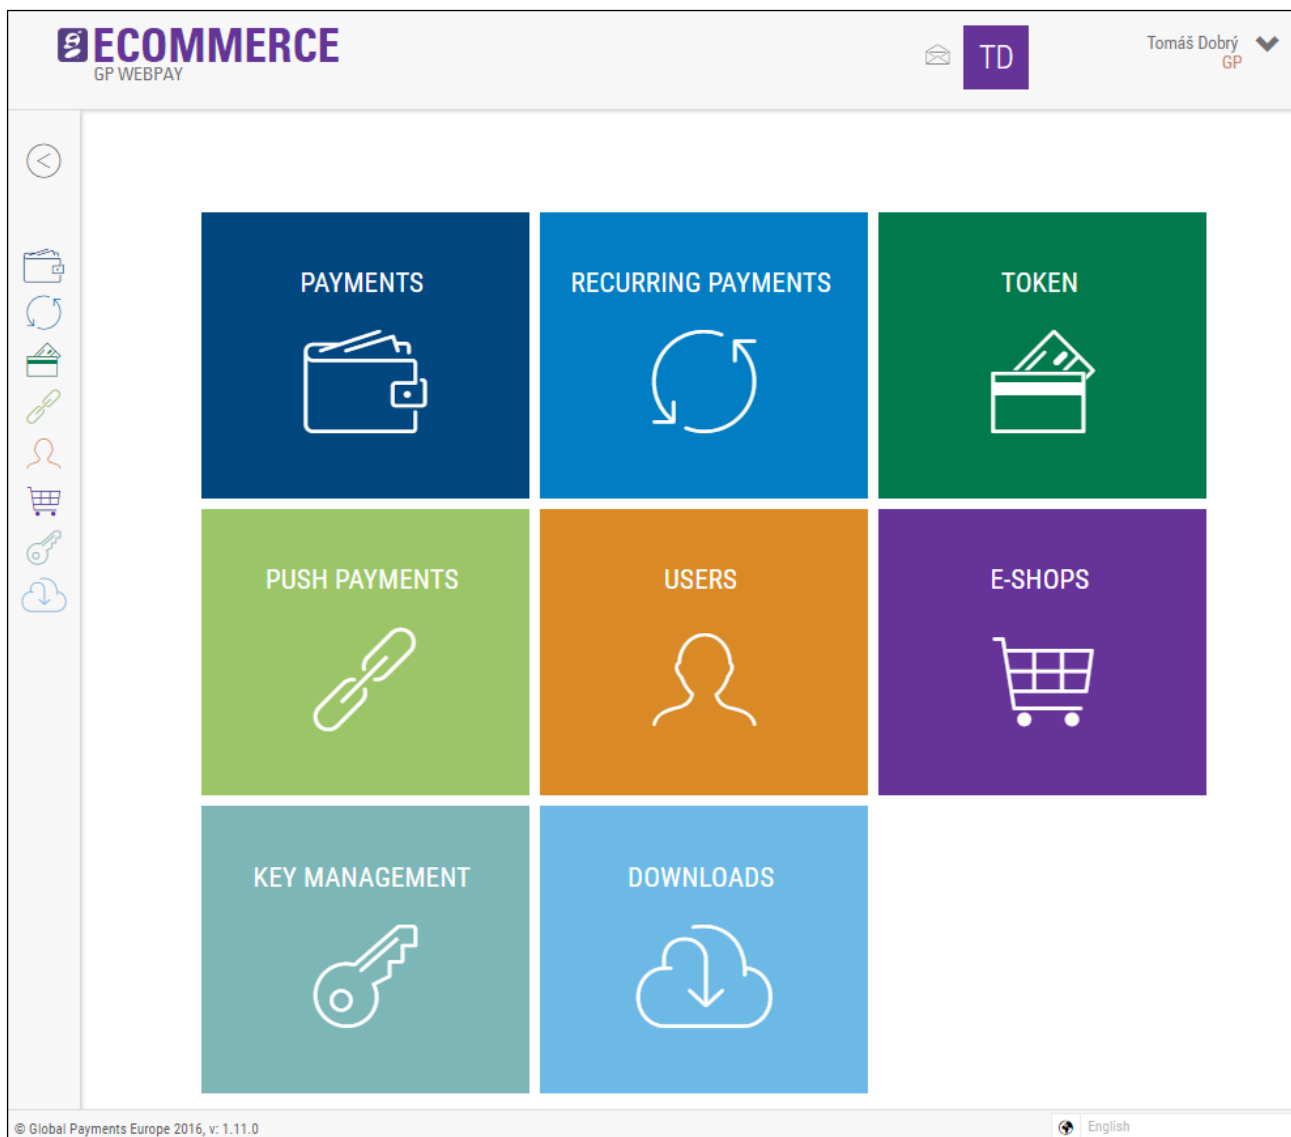 ECOMMERCE
GP WEBPAY
TD
Tomáš Dobrý
GP
PAYMENTS
RECURRING PAYMENTS
TOKEN
PUSH PAYMENTS
USERS
E-SHOPS
KEY MANAGEMENT
DOWNLOADS
© Global Payments Europe 2016, v: 1.11.0
English